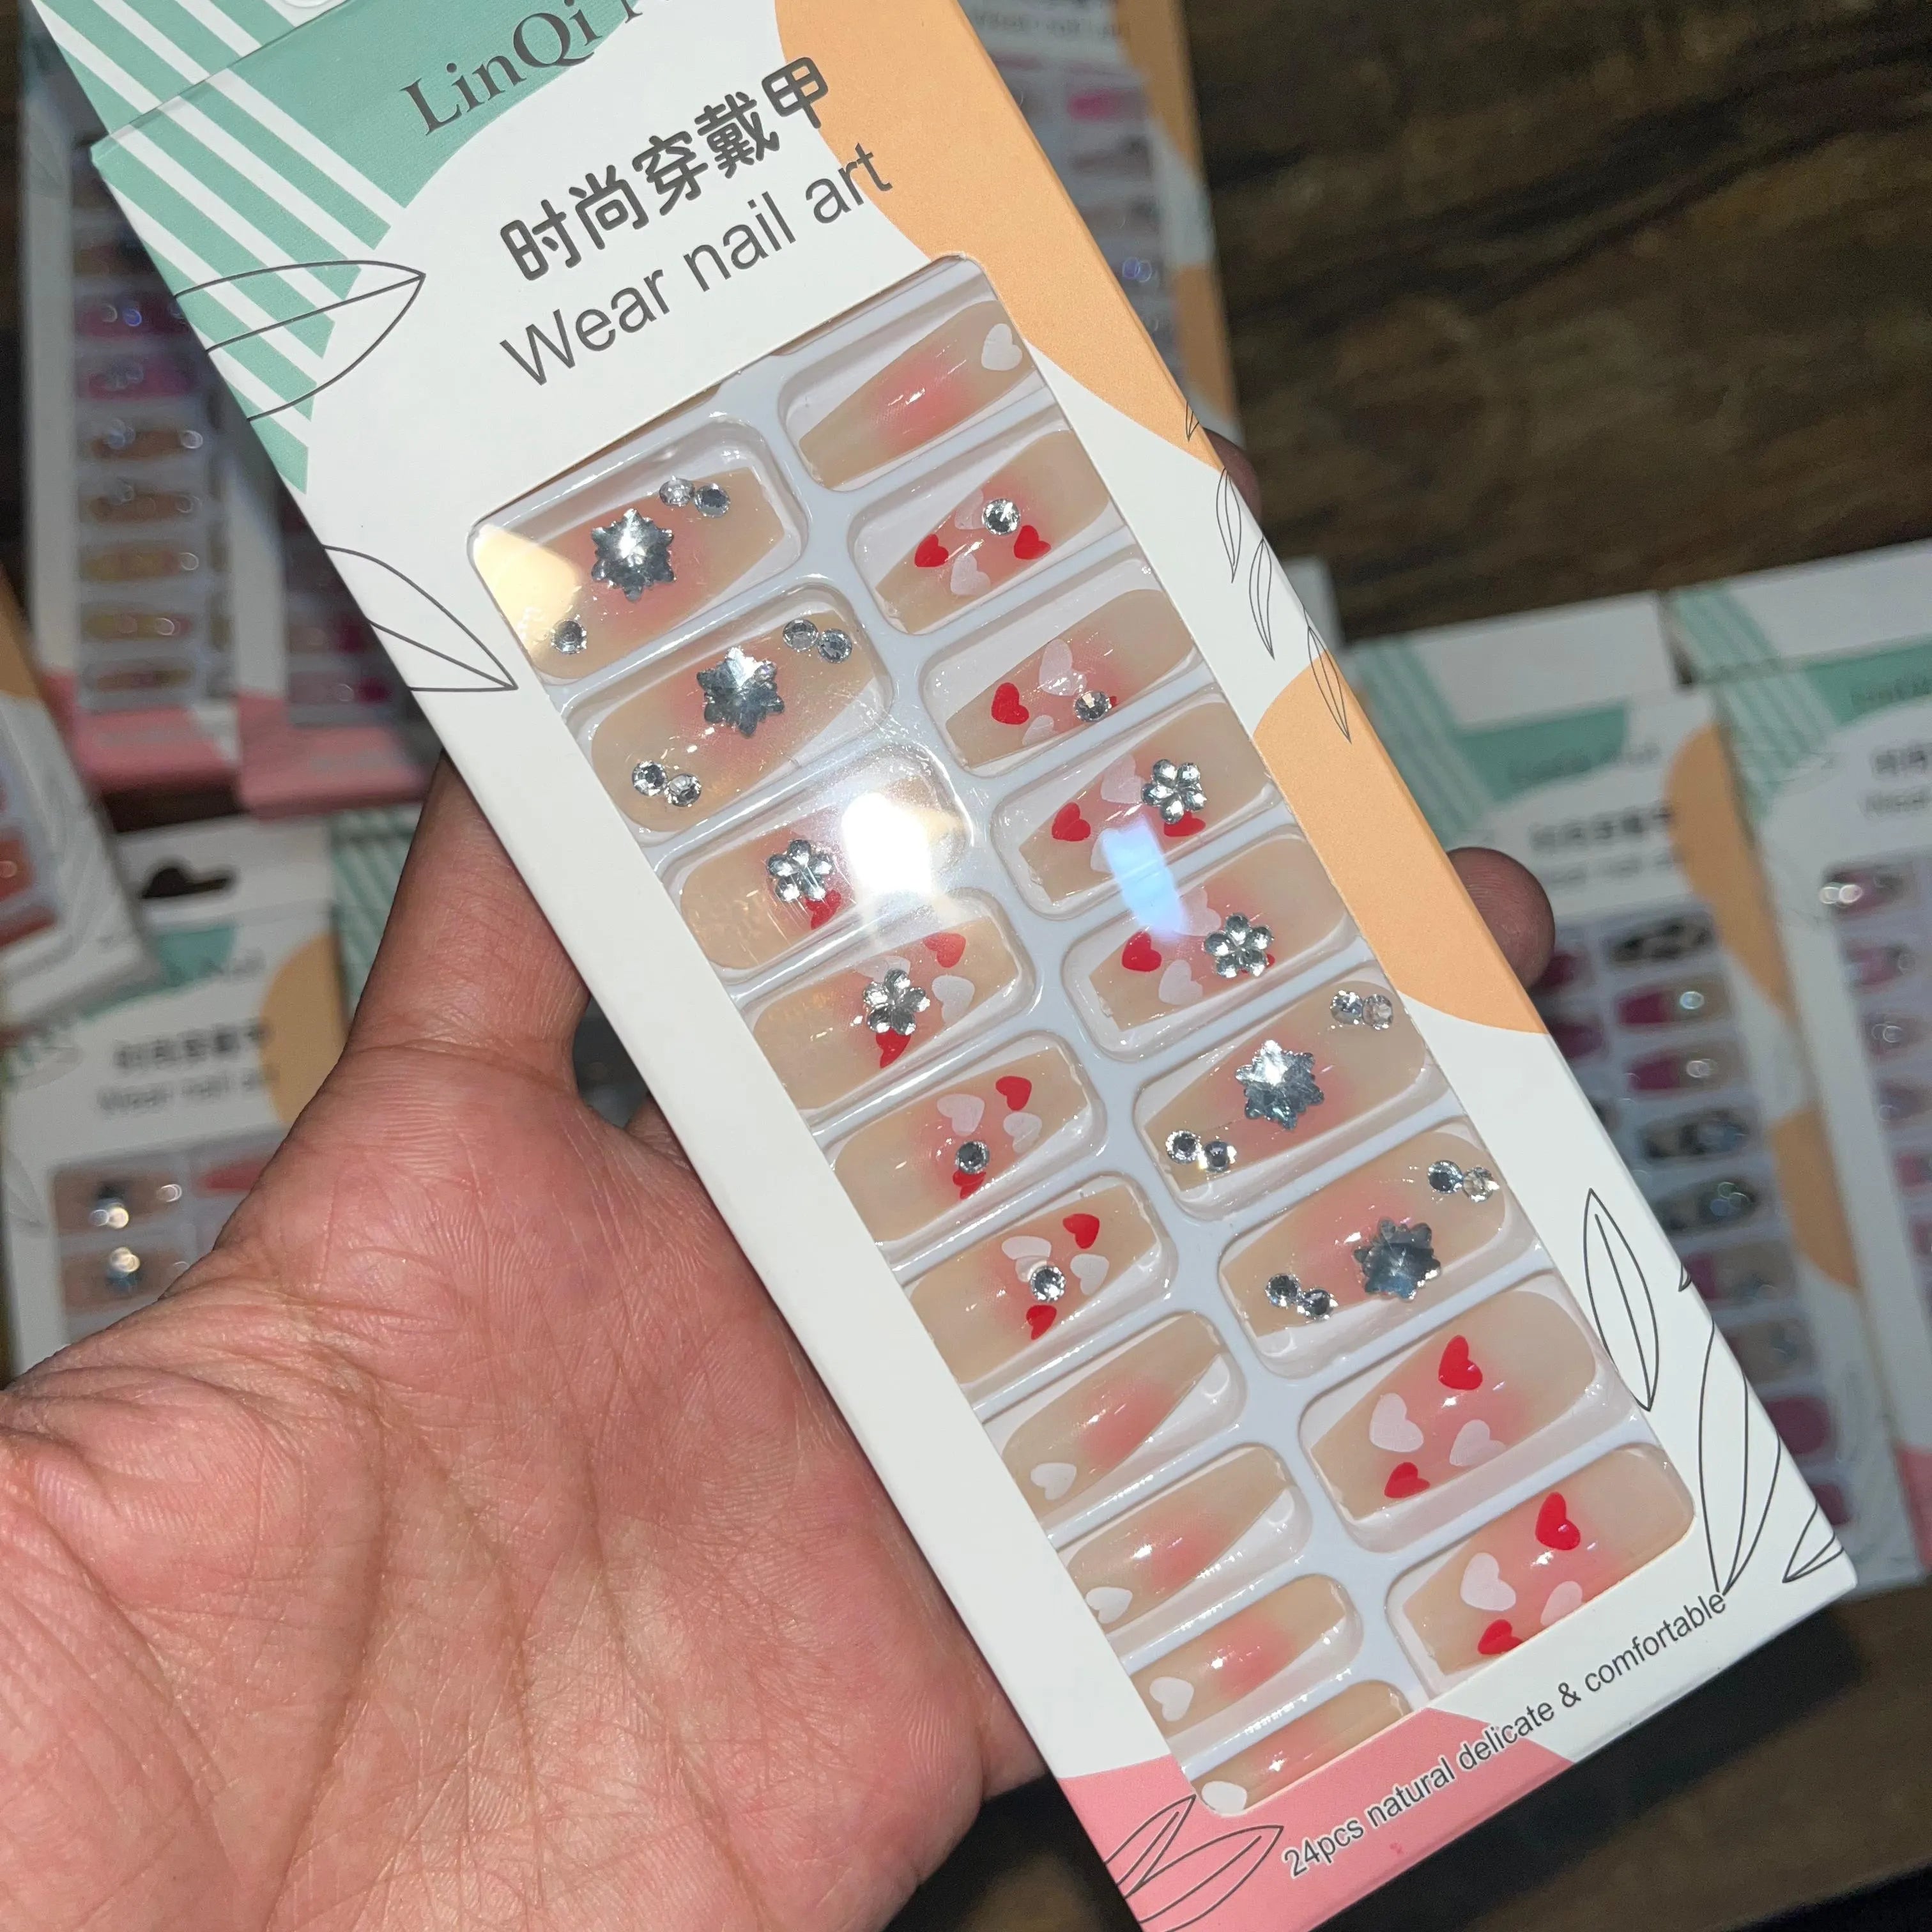 LinQi
时尚穿戴甲
Wear nail art
24pcs natural delicate & comfortable